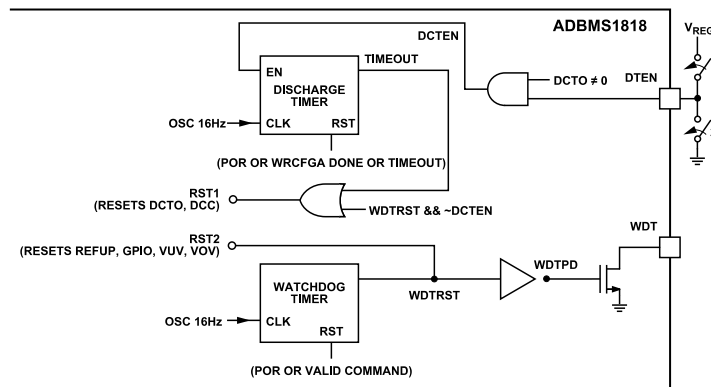 ADBMS1818
VREG
DCTEN
TIMEOUT
EN
DCTO ≠ 0
DTEN
DISCHARGE
TIMER
OSC 16Hz
CLK
RST
(POR OR WRCFGA DONE OR TIMEOUT)
RST1
(RESETS DCTO, DCC)
WDTRST && ~DCTEN
RST2
(RESETS REFUP, GPIO, VUV, VOV)
WDT
WATCHDOG
TIMER
WDTRST
WDTPD
OSC 16Hz
CLK
RST
(POR OR VALID COMMAND)